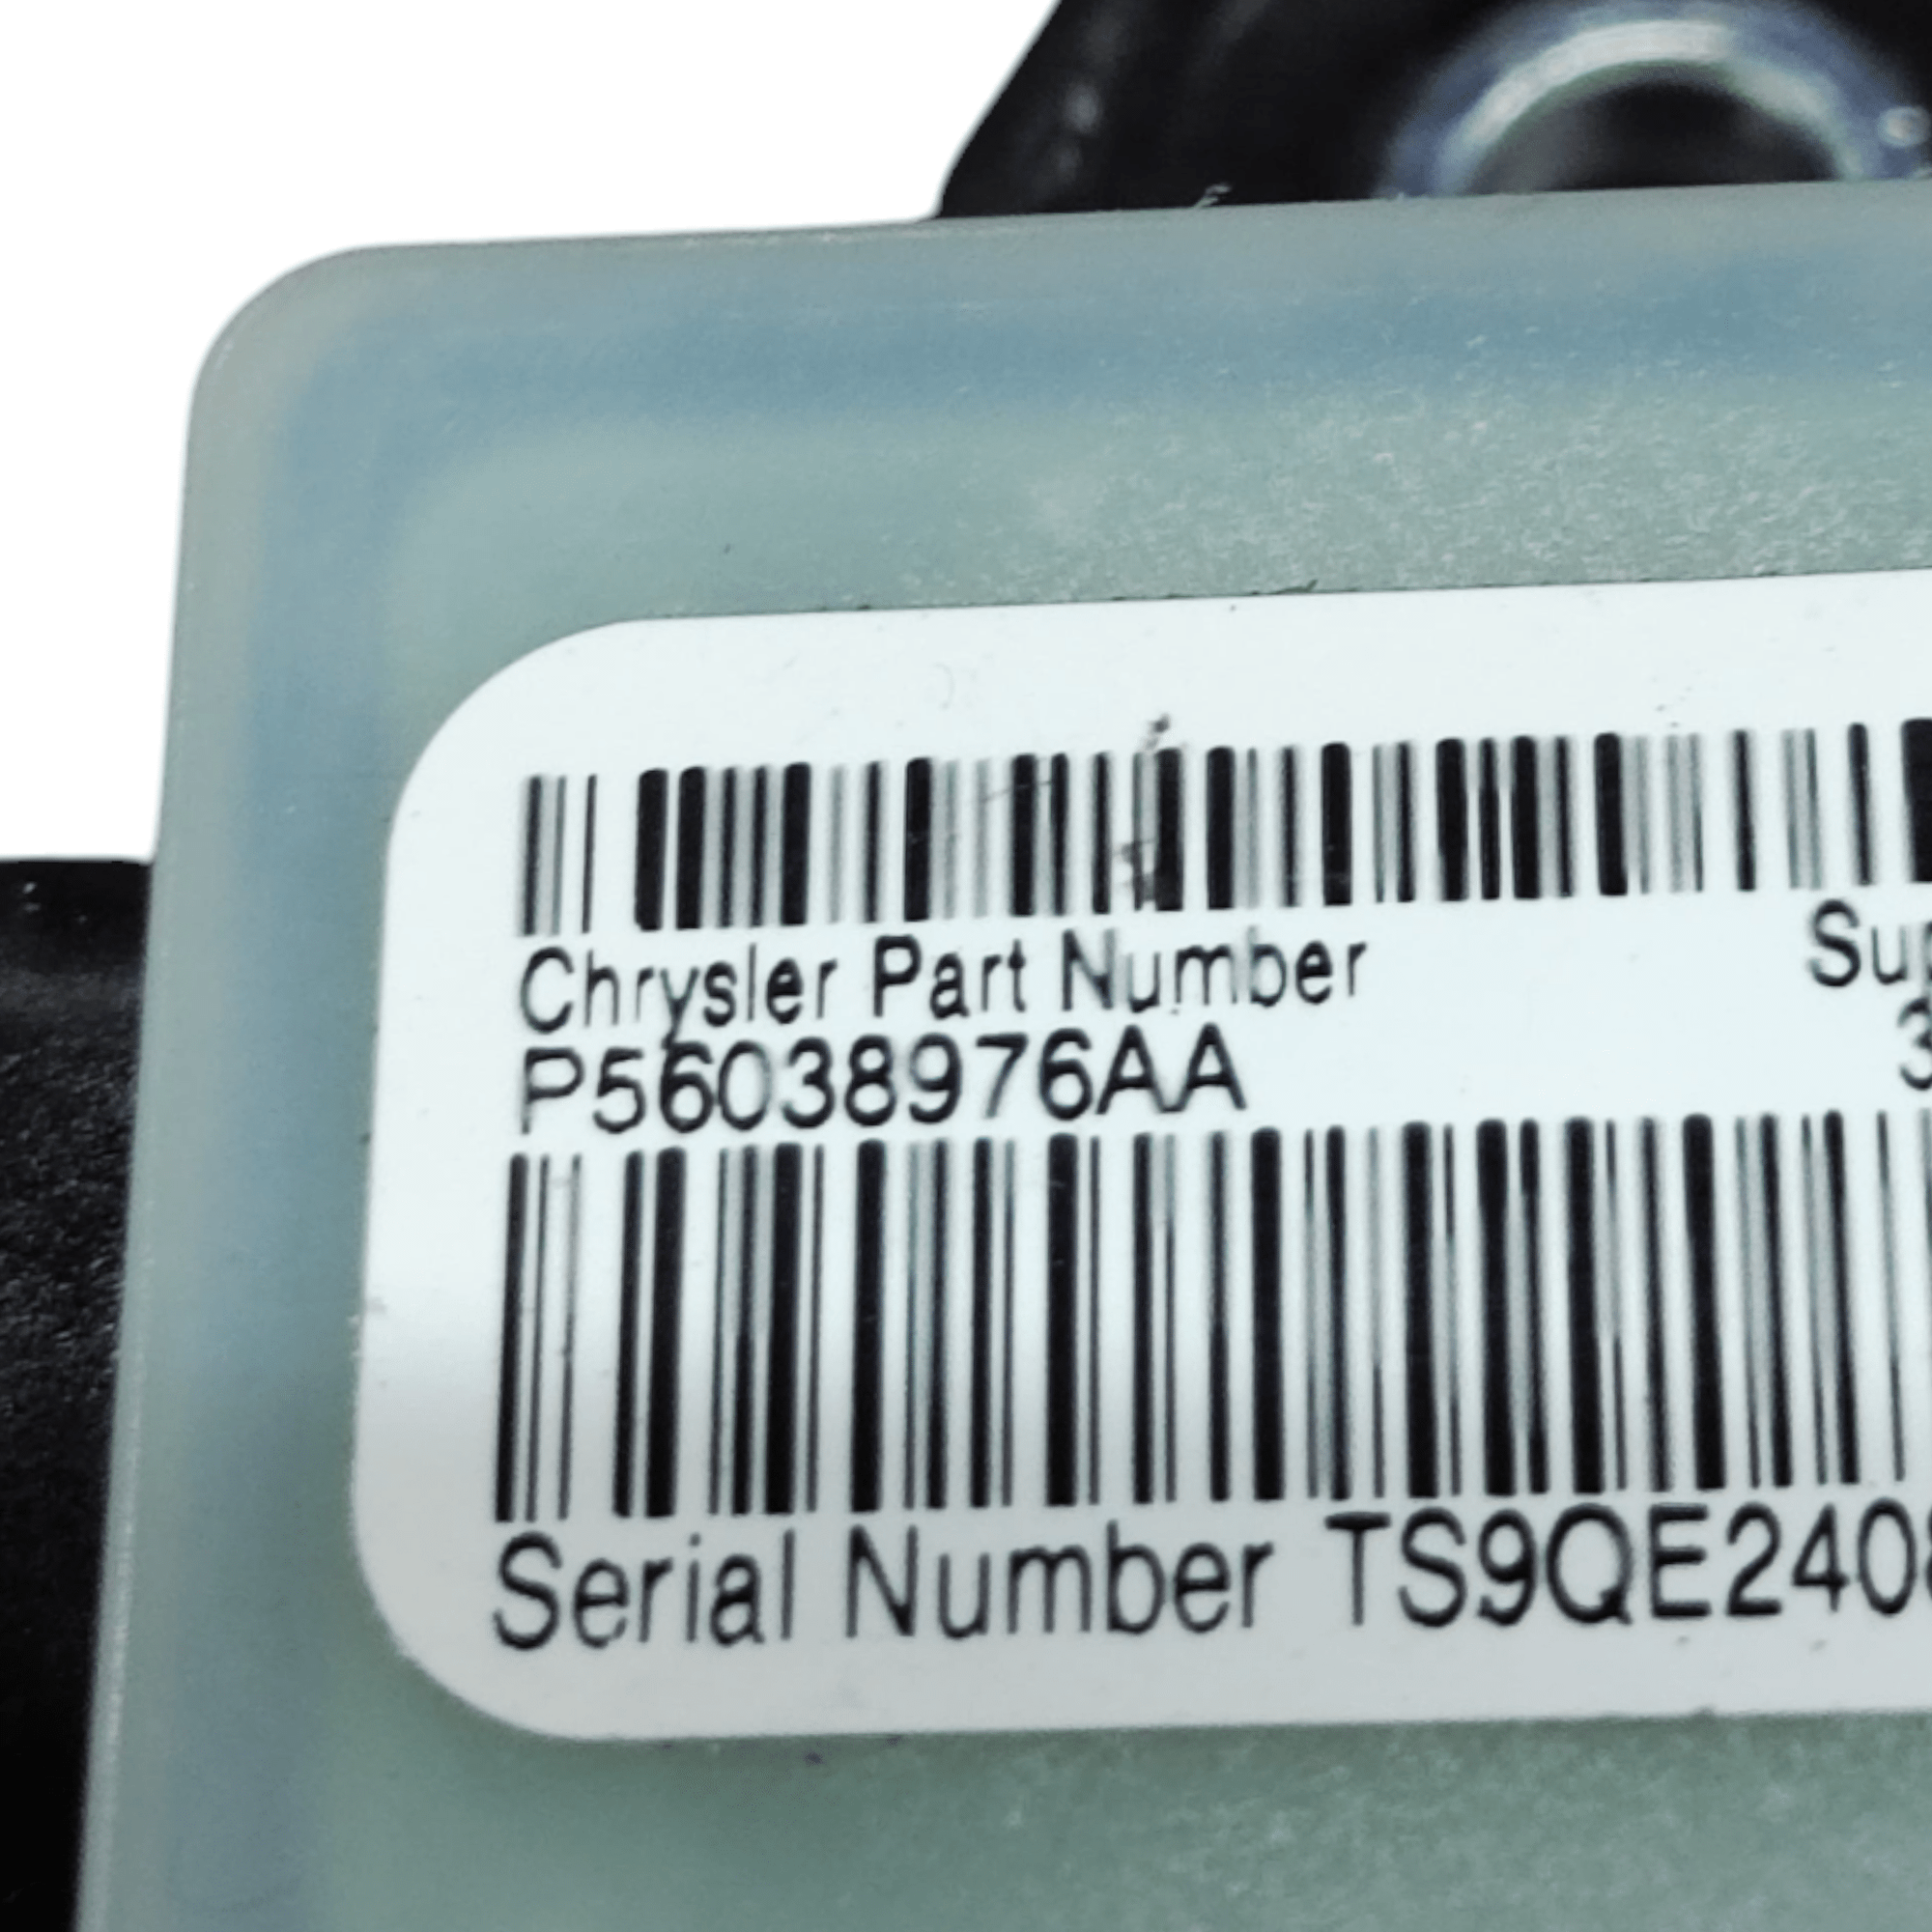 Chrysler Part Number
P56038976AA
Serial Number TS9QE240